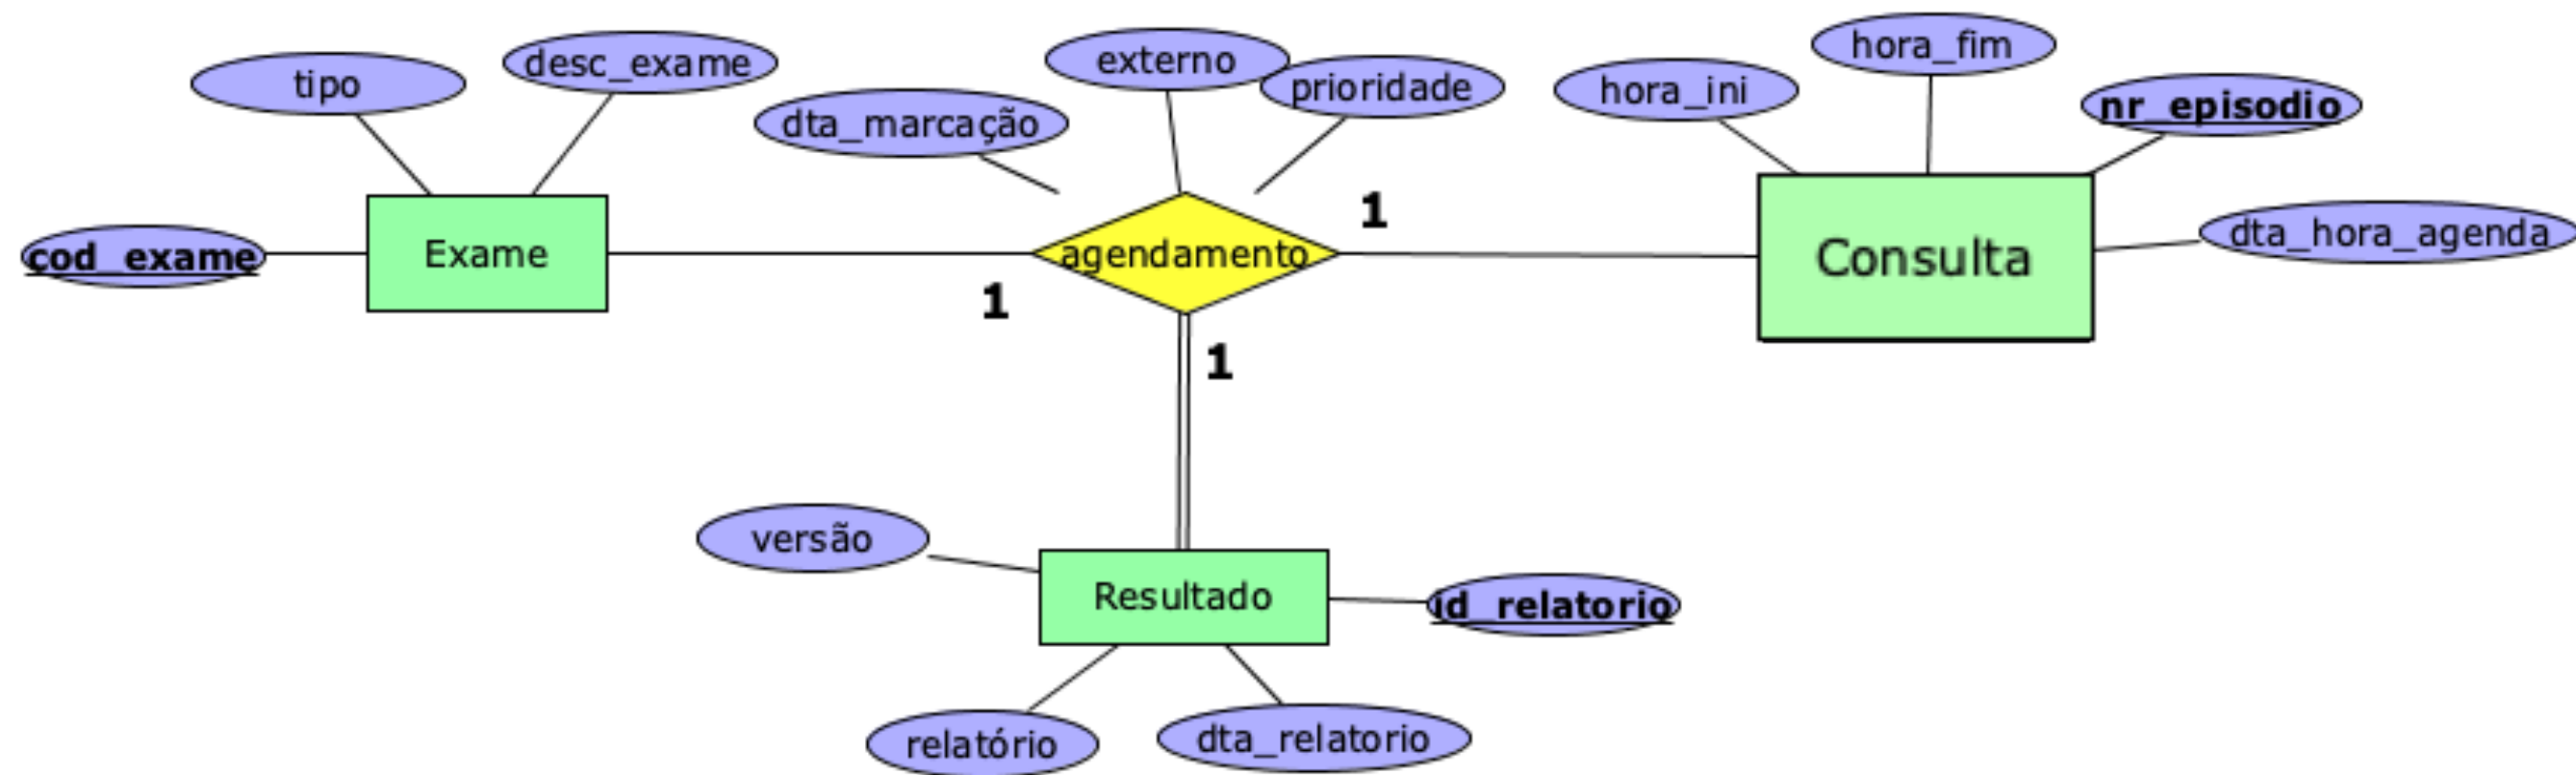 hora_fim
externo
desc_exame
tipo
prioridade
hora_ini
nr_episodio
dta_marcação
1
dta_hora_agenda
cod_exame
Exame
agendamento
Consulta
1
1
versão
Resultado
id_relatorio
relatório
dta_relatorio